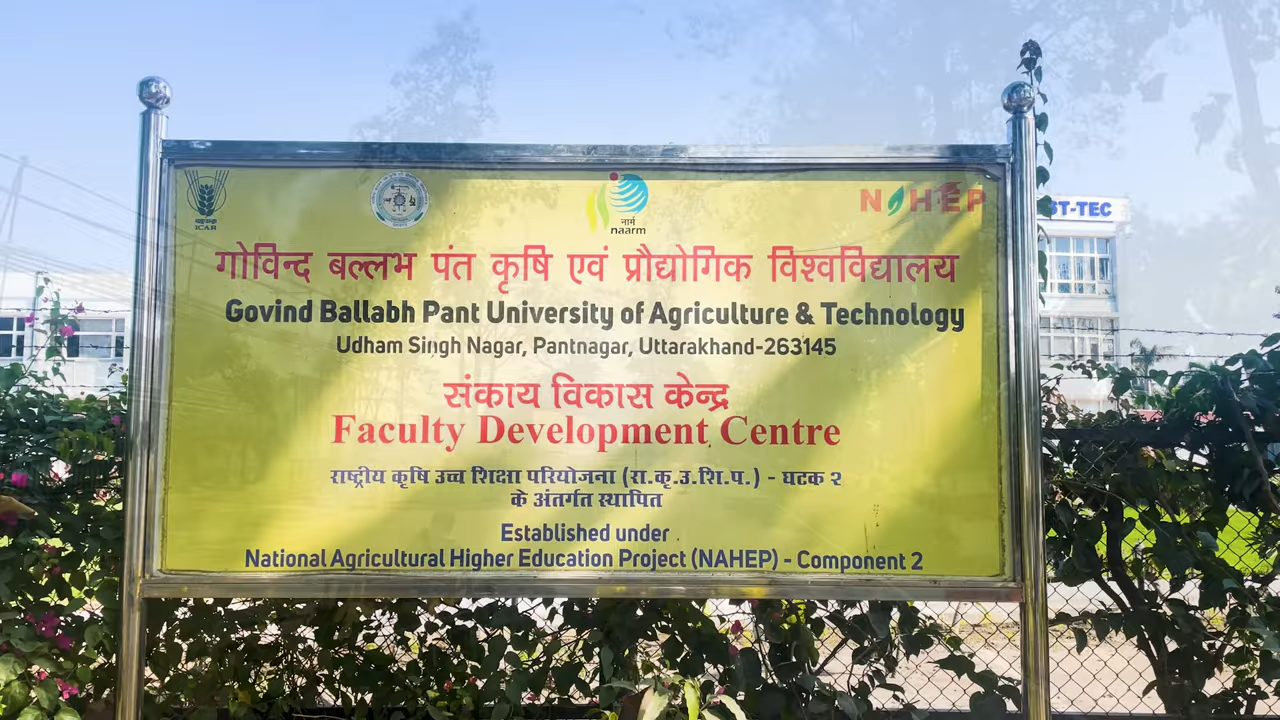 ICAR
नार्म
naarm
NAHEP
BT-TEC
गोविन्द बल्लभ पंत कृषि एवं प्रौद्योगिक विश्वविद्यालय
Govind Ballabh Pant University of Agriculture & Technology
Udham Singh Nagar, Pantnagar, Uttarakhand-263145
संकाय विकास केन्द्र
Faculty Development Centre
राष्ट्रीय कृषि उच्च शिक्षा परियोजना (रा.कृ.उ.शि.प.) - घटक २
के अंतर्गत स्थापित
Established under
National Agricultural Higher Education Project (NAHEP) - Component 2